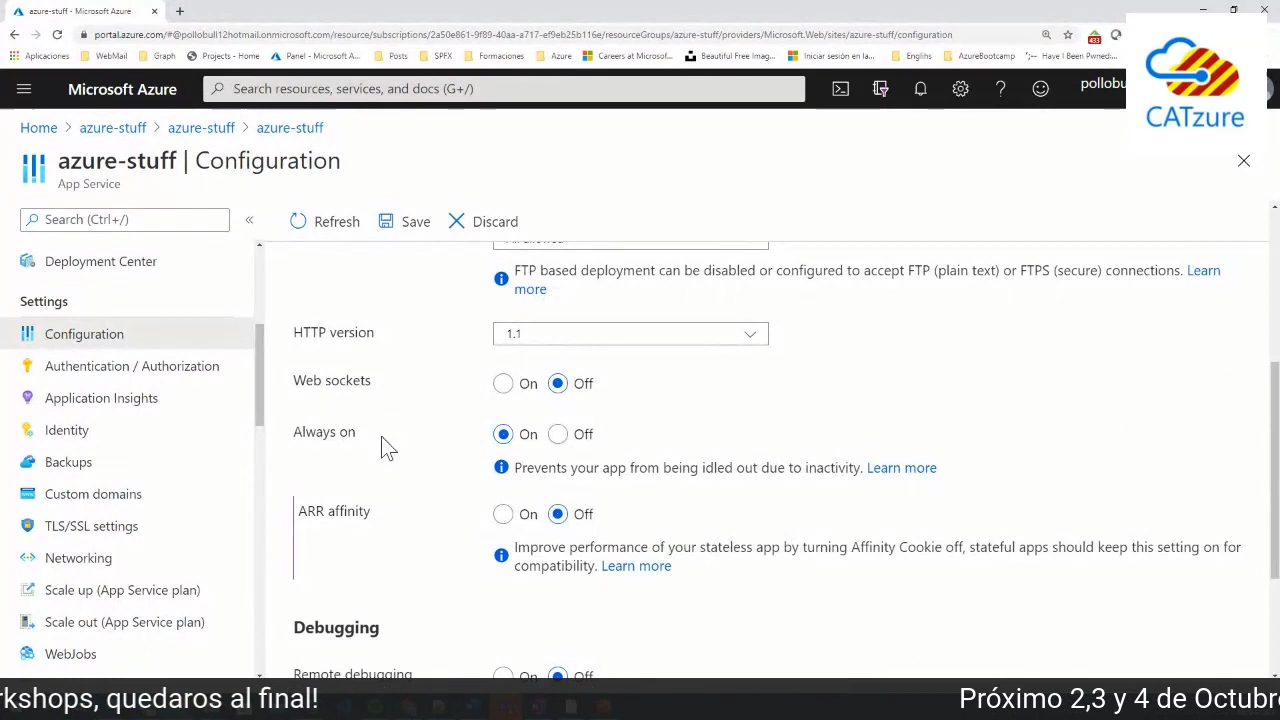 azure-stuff - Microsoft Azure
portal.azure.com/#@pollobull12hotmail.onmicrosoft.com/resource/subscriptions/2a50e861-9f89-40aa-a717-ef9eb25b116e/resourceGroups/azure-stuff/providers/Microsoft.Web/sites/azure-stuff/configuration
Aplicaciones WebMail Graph Projects - Home Panel - Microsoft A... Posts SPFX Formaciones Azure Careers at Microsof... Beautiful Free Imag... Iniciar sesión en la... Englihs AzureBootcamp Have I Been Pwned...
Microsoft Azure
Search resources, services, and docs (G+/)
pollobu
CATzure
Home > azure-stuff > azure-stuff > azure-stuff
azure-stuff | Configuration
App Service
Search (Ctrl+/)
«
Refresh Save Discard
Deployment Center
Settings
Configuration
Authentication / Authorization
Application Insights
Identity
Backups
Custom domains
TLS/SSL settings
Networking
Scale up (App Service plan)
Scale out (App Service plan)
WebJobs
FTP based deployment can be disabled or configured to accept FTP (plain text) or FTPS (secure) connections. Learn
more
HTTP version 1.1
Web sockets On Off
Always on On Off
Prevents your app from being idled out due to inactivity. Learn more
ARR affinity On Off
Improve performance of your stateless app by turning Affinity Cookie off, stateful apps should keep this setting on for
compatibility. Learn more
Debugging
Remote debugging On Off
rkshops, quedaros al final! Próximo 2,3 y 4 de Octubre